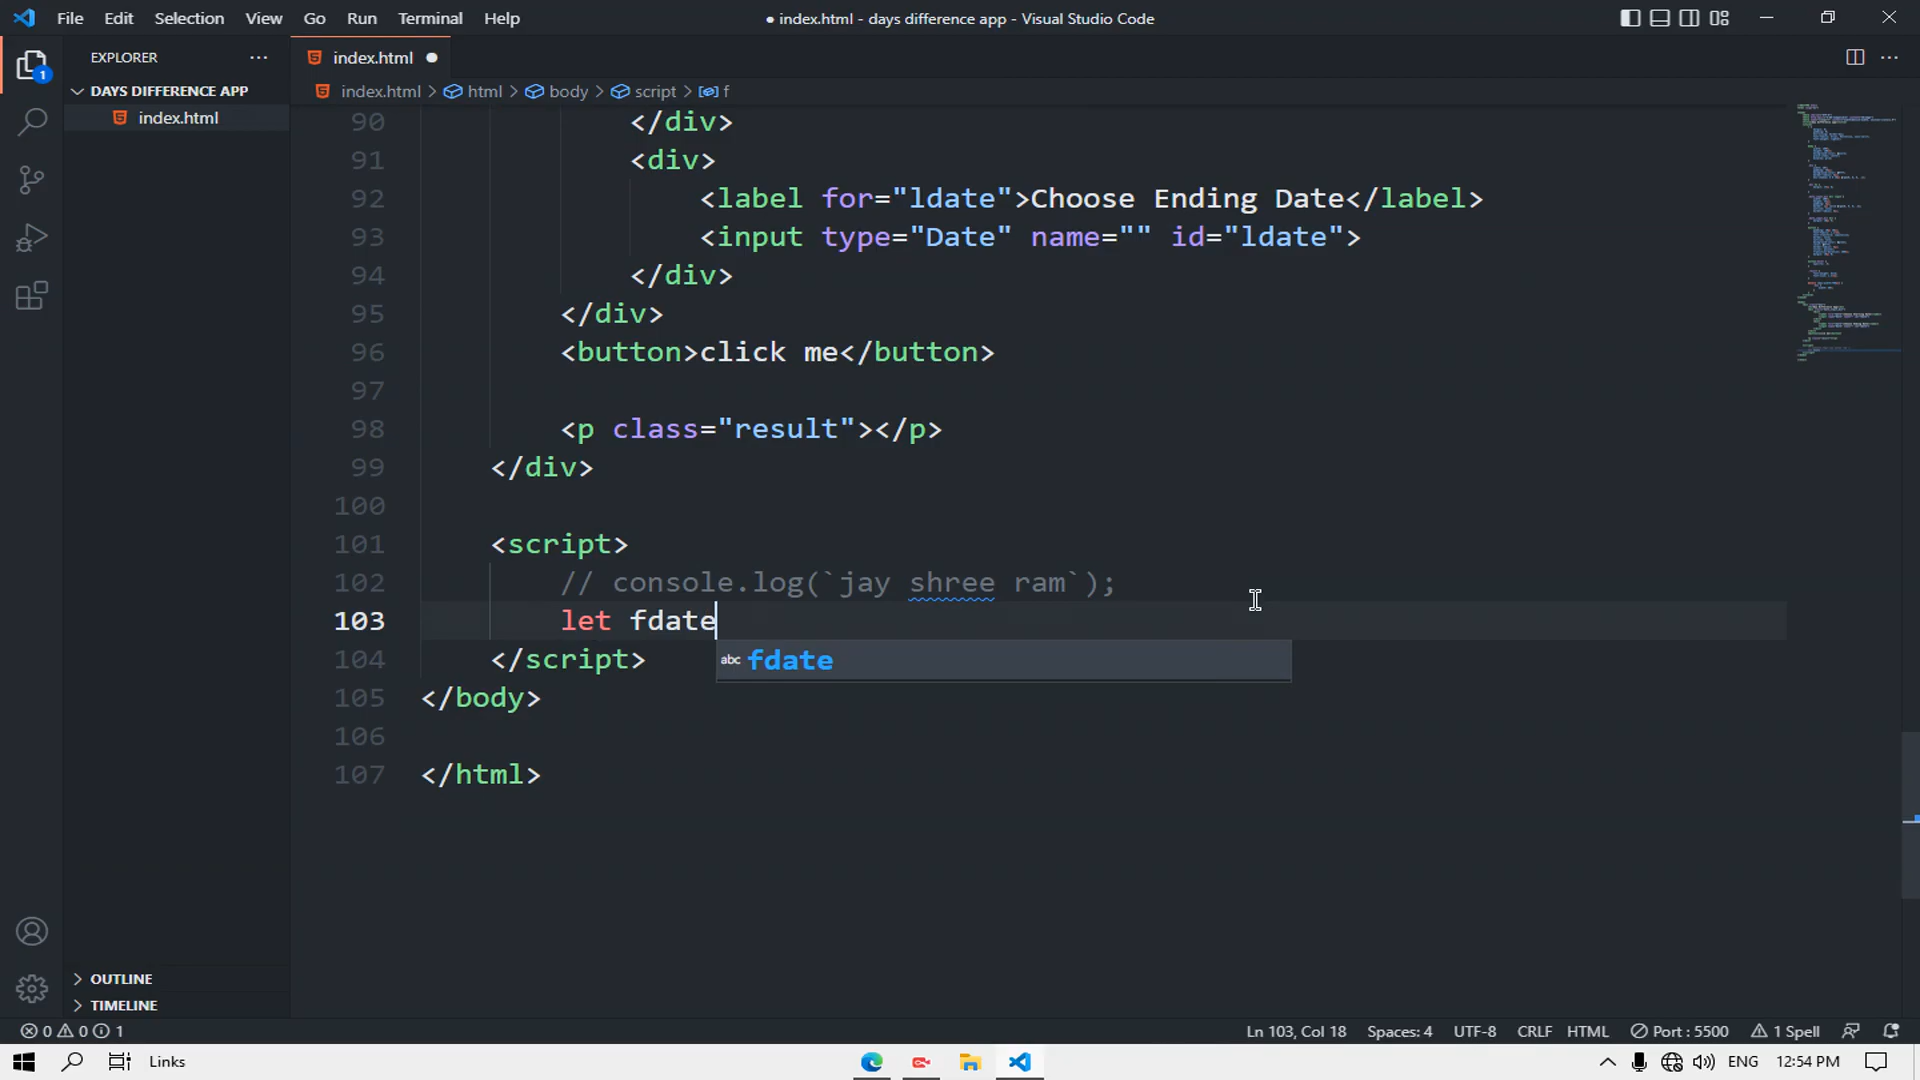 File Edit Selection View Go Run Terminal Help
● index.html - days difference app - Visual Studio Code
EXPLORER
index.html
1
index.html > html > body > script > f
DAYS DIFFERENCE APP
index.html
90 </div>
91 <div>
92 <label for="ldate">Choose Ending Date</label>
93 <input type="Date" name="" id="ldate">
94 </div>
95 </div>
96 <button>click me</button>
97
98 <p class="result"></p>
99 </div>
100
101 <script>
102 // console.log(`jay shree ram`);
103 let fdate
abc fdate
104 </script>
105 </body>
106
107 </html>
OUTLINE
TIMELINE
0 0 1
Ln 103, Col 18 Spaces: 4 UTF-8 CRLF HTML Port : 5500 1 Spell
Links
ENG 12:54 PM